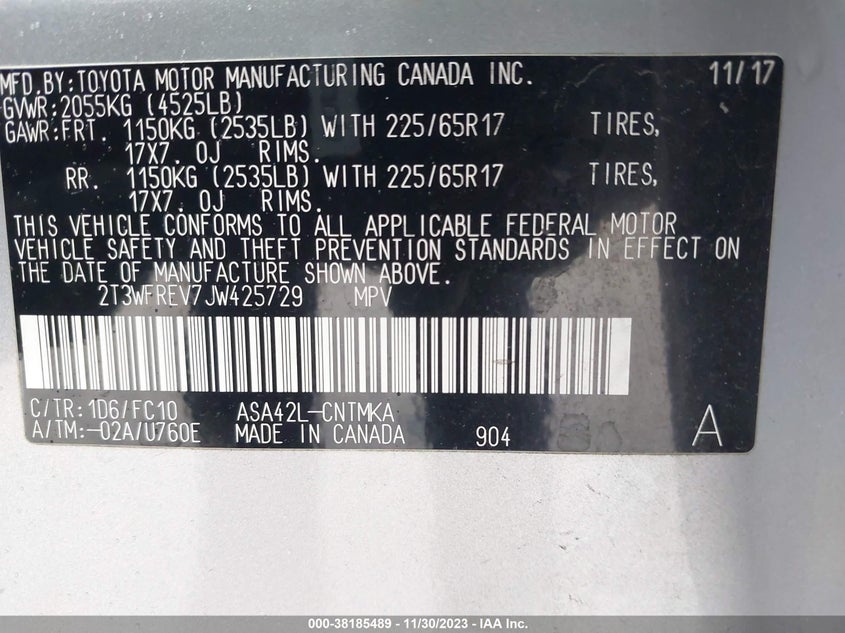 MFD.BY:TOYOTA MOTOR MANUFACTURING CANADA INC. 11/17
GVWR:2055KG (4525LB)
GAWR:FRT. 1150KG (2535LB) WITH 225/65R17 TIRES,
17X7.0J RIMS.
RR. 1150KG (2535LB) WITH 225/65R17 TIRES,
17X7.0J RIMS.
THIS VEHICLE CONFORMS TO ALL APPLICABLE FEDERAL MOTOR
VEHICLE SAFETY AND THEFT PREVENTION STANDARDS IN EFFECT ON
THE DATE OF MANUFACTURE SHOWN ABOVE.
2T3WFREV7JW425729 MPV
C/TR:1D6/FC10 ASA42L-CNTMKA
A/TM:-02A/U760E MADE IN CANADA 904 A
000-38185489 - 11/30/2023 - IAA Inc.